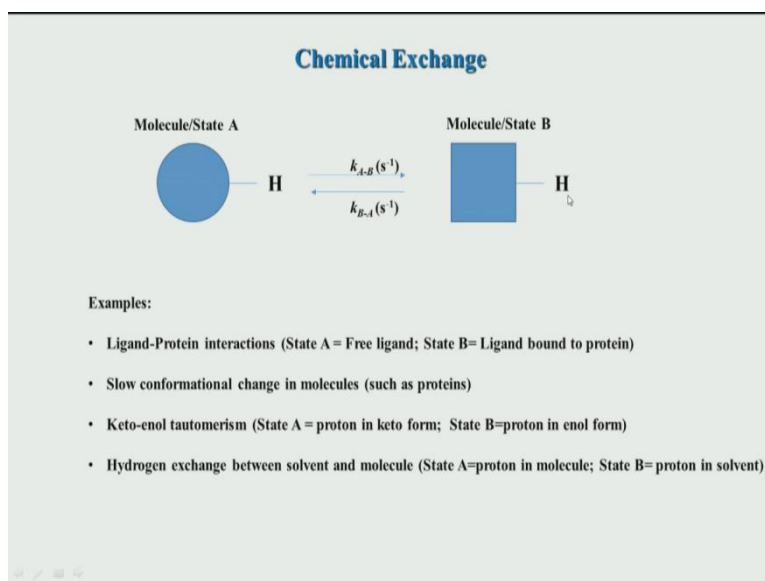 Chemical Exchange
Molecule/State A
Molecule/State B
H
k_A-B (s⁻¹)
k_B-A (s⁻¹)
H
Examples:
• Ligand-Protein interactions (State A = Free ligand; State B= Ligand bound to protein)
• Slow conformational change in molecules (such as proteins)
• Keto-enol tautomerism (State A = proton in keto form; State B=proton in enol form)
• Hydrogen exchange between solvent and molecule (State A=proton in molecule; State B= proton in solvent)